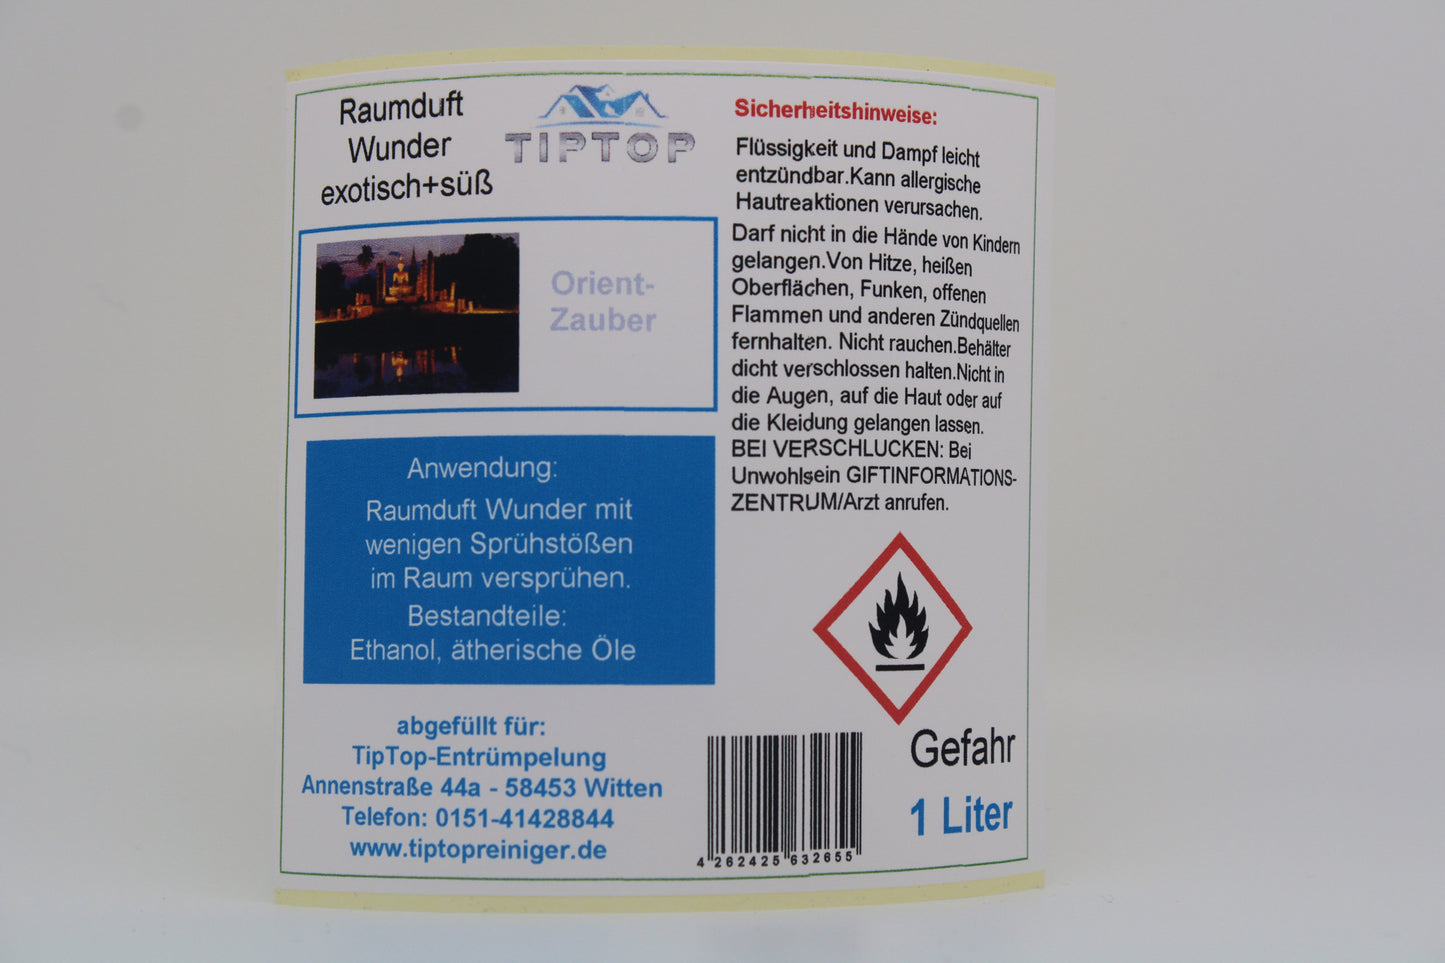 Raumduft
Wunder
exotisch+süß
TIPTOP
Orient-
Zauber
Anwendung:
Raumduft Wunder mit
wenigen Sprühstößen
im Raum versprühen.
Bestandteile:
Ethanol, ätherische Öle
abgefüllt für:
TipTop-Entrümpelung
Annenstraße 44a - 58453 Witten
Telefon: 0151-41428844
www.tiptopreiniger.de
Sicherheitshinweise:
Flüssigkeit und Dampf leicht
entzündbar.Kann allergische
Hautreaktionen verursachen.
Darf nicht in die Hände von Kindern
gelangen.Von Hitze, heißen
Oberflächen, Funken, offenen
Flammen und anderen Zündquellen
fernhalten. Nicht rauchen.Behälter
dicht verschlossen halten.Nicht in
die Augen, auf die Haut oder auf
die Kleidung gelangen lassen.
BEI VERSCHLUCKEN: Bei
Unwohlsein GIFTINFORMATIONS-
ZENTRUM/Arzt anrufen.
Gefahr
1 Liter
4 262425 632655